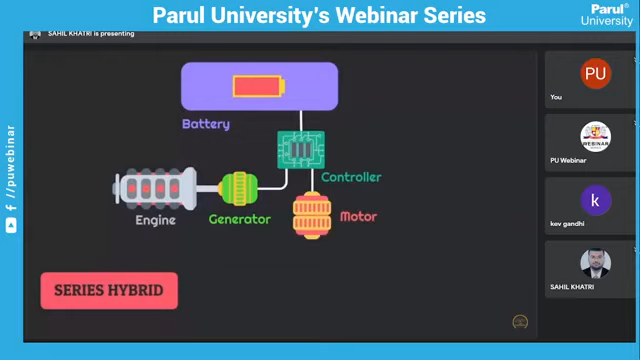 Parul University's Webinar Series
Parul®
University
SAHIL KHATRI is presenting
Battery
Controller
Engine
Generator
Motor
SERIES HYBRID
PU
You
WEBINAR
PU Webinar
k
kev gandhi
SAHIL KHATRI
//puwebinar